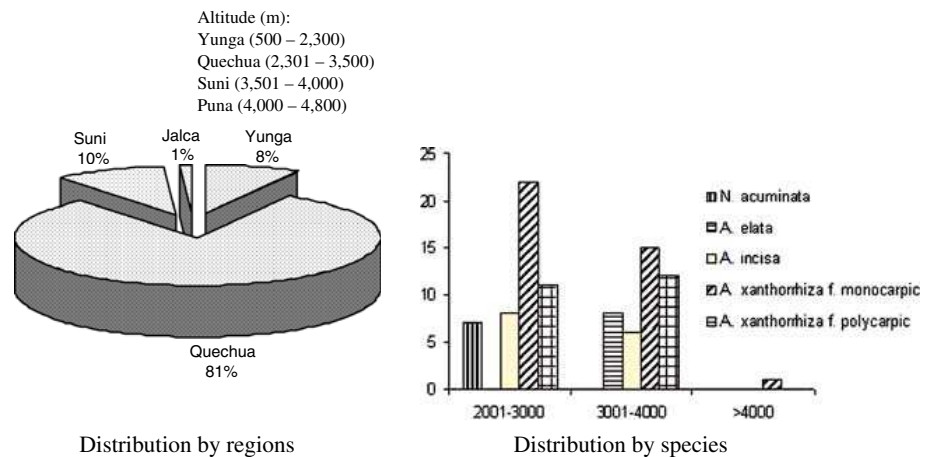 Altitude (m):
Yunga (500 – 2,300)
Quechua (2,301 – 3,500)
Suni (3,501 – 4,000)
Puna (4,000 – 4,800)
Suni
10%
Jalca
1%
Yunga
8%
Quechua
81%
Distribution by regions
25
20
15
10
5
0
2001-3000
3001-4000
>4000
N. acuminata
A. elata
A. incisa
A. xanthorrhiza f. monocarpic
A. xanthorrhiza f. polycarpic
Distribution by species